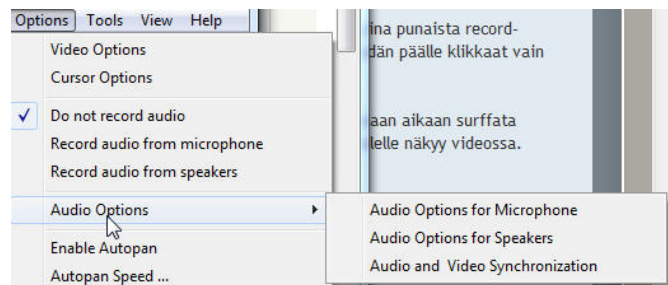 Options Tools View Help
Video Options
Cursor Options
Do not record audio
Record audio from microphone
Record audio from speakers
Audio Options
Enable Autopan
Autopan Speed ...
Audio Options for Microphone
Audio Options for Speakers
Audio and Video Synchronization
ina punaista record-
dän päälle klikkaat vain
aan aikaan surffata
lelle näkyy videossa.